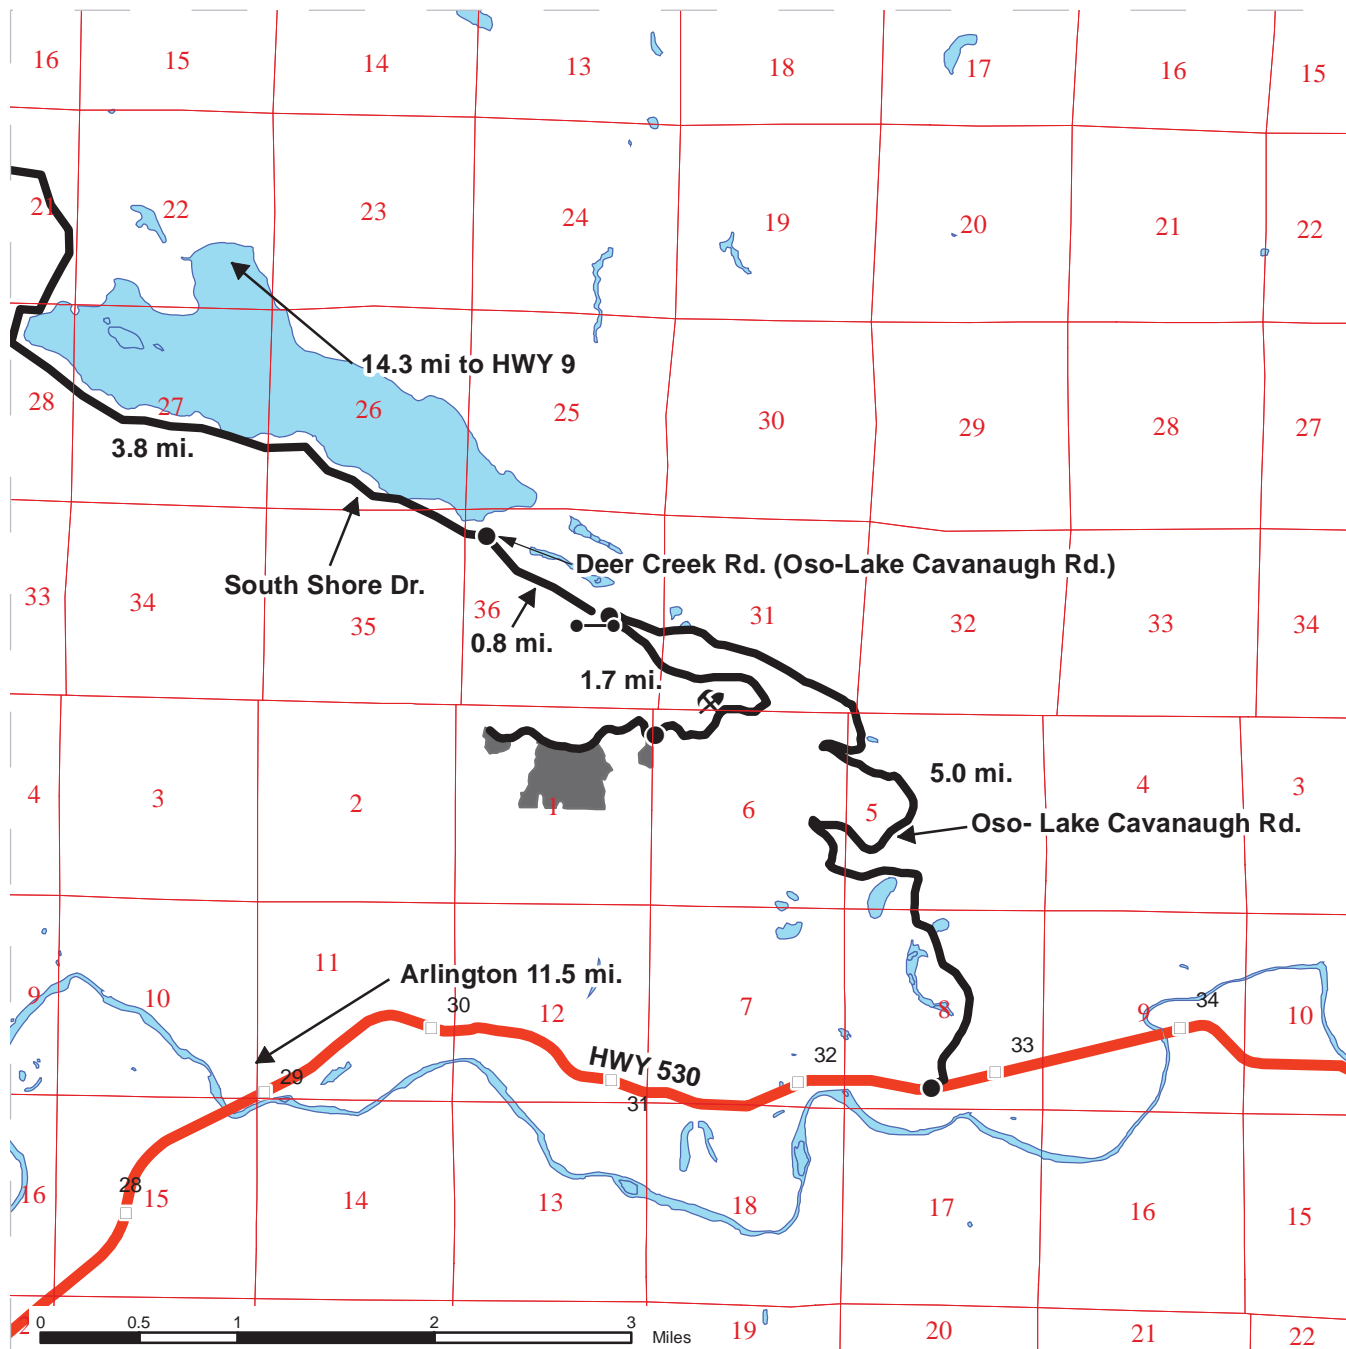 16 15 14 13 18 17 16 15
21 22 23 24 19 20 21 22
14.3 mi to HWY 9
28 27 26 25 30 29 28 27
3.8 mi.
Deer Creek Rd. (Oso-Lake Cavanaugh Rd.)
South Shore Dr.
33 34 35 36 31 32 33 34
0.8 mi.
1.7 mi.
5.0 mi.
4 3 2 1 6 5 4 3
Oso- Lake Cavanaugh Rd.
11
Arlington 11.5 mi.
9 10 12 7 8 9 10
30 34
HWY 530
29 32 33
31
28
16 15 14 13 18 17 16 15
0 0.5 1 2 3 Miles
2 19 20 21 22